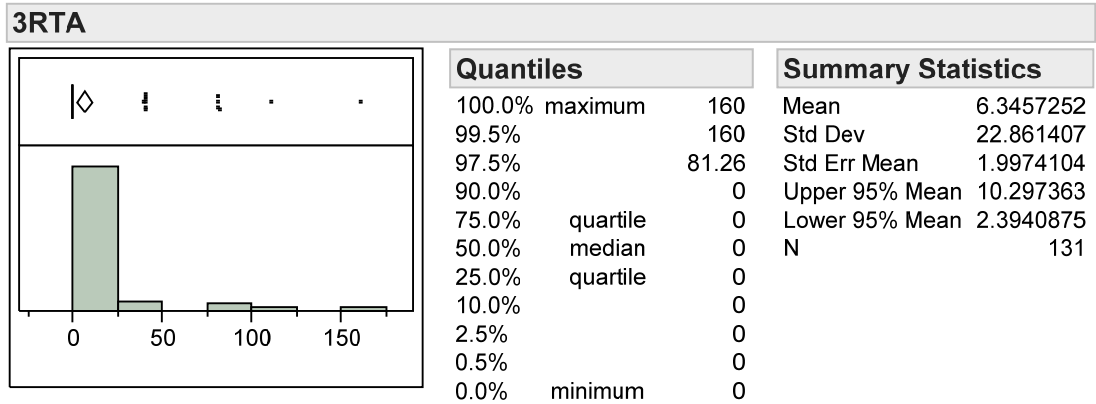 3RTA
0 50 100 150
Quantiles
100.0% maximum 160
99.5% 160
97.5% 81.26
90.0% 0
75.0% quartile 0
50.0% median 0
25.0% quartile 0
10.0% 0
2.5% 0
0.5% 0
0.0% minimum 0
Summary Statistics
Mean 6.3457252
Std Dev 22.861407
Std Err Mean 1.9974104
Upper 95% Mean 10.297363
Lower 95% Mean 2.3940875
N 131